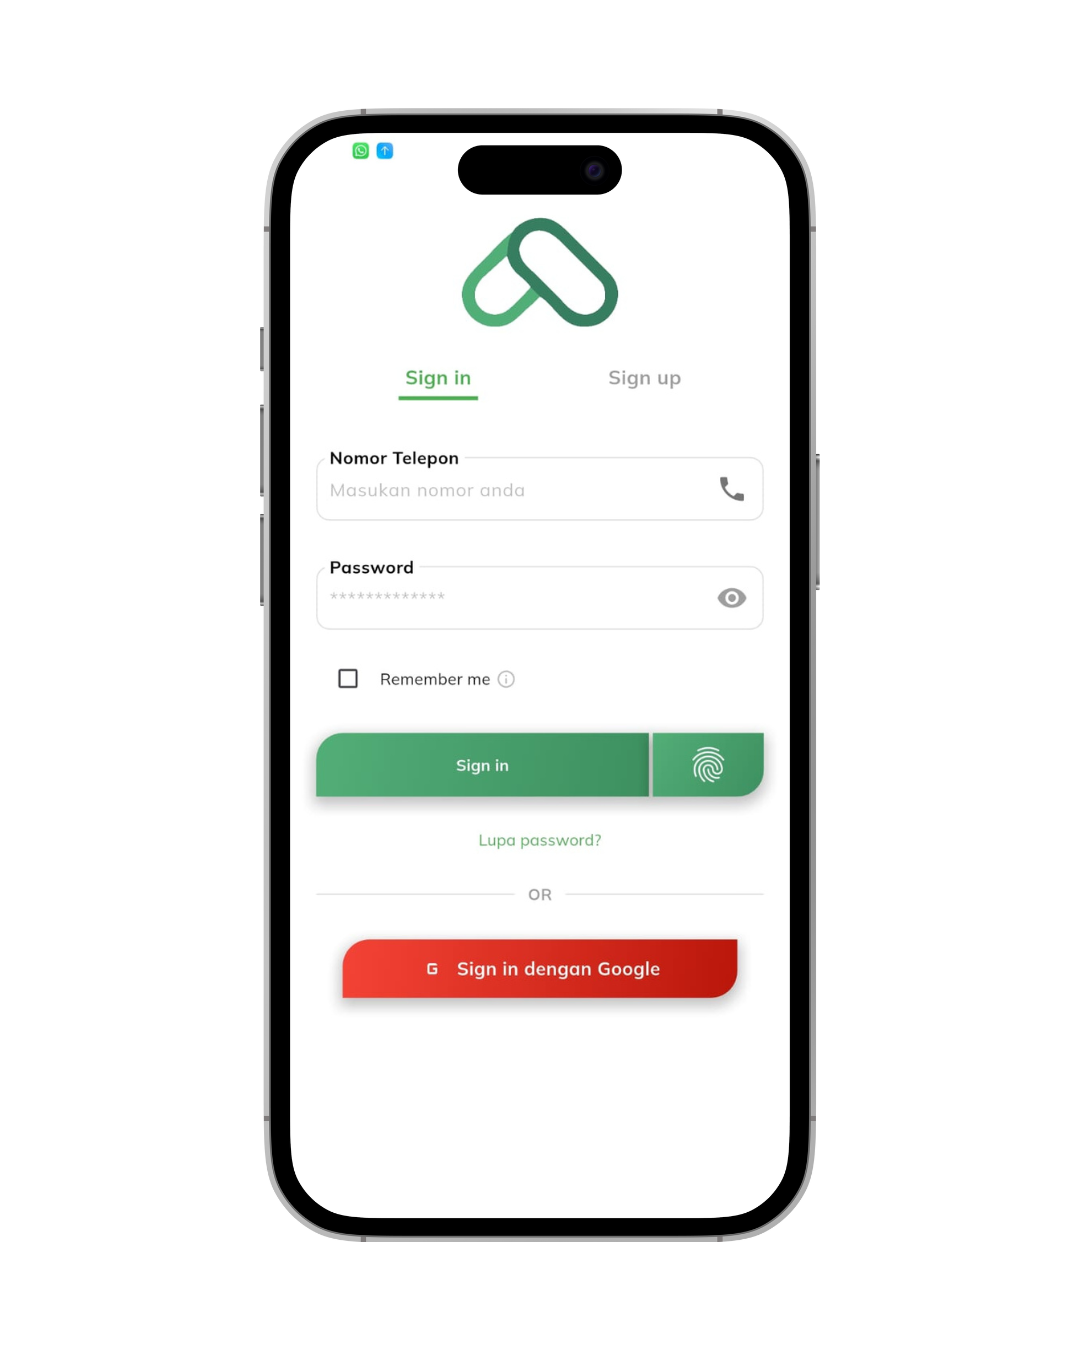 Sign in
Sign up
Nomor Telepon
Masukan nomor anda
Password
*************
Remember me
Sign in
Lupa password?
OR
G Sign in dengan Google